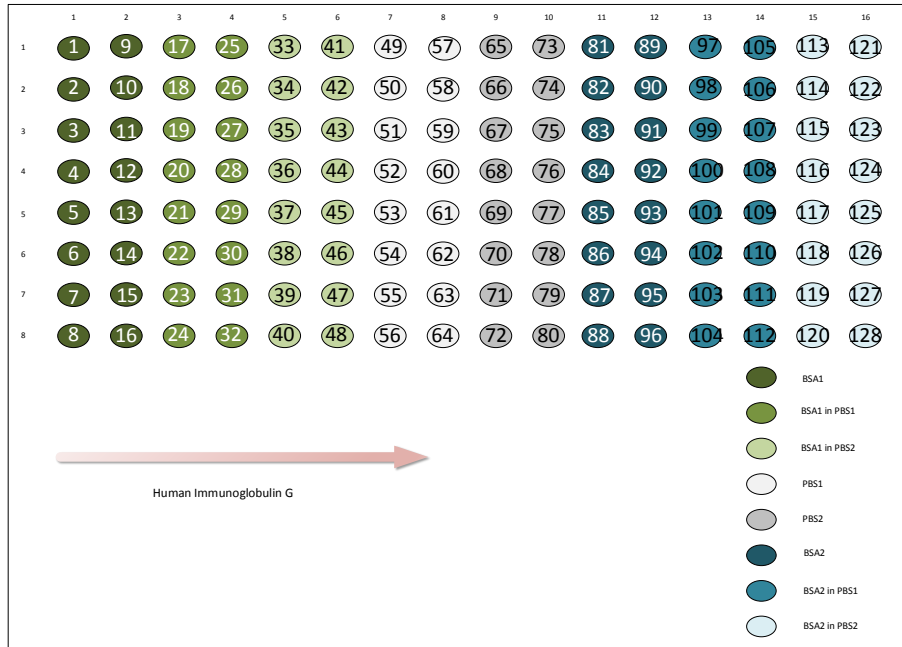 1 2 3 4 5 6 7 8 9 10 11 12 13 14 15 16
1 1 9 17 25 33 41 49 57 65 73 81 89 97 105 113 121
2 2 10 18 26 34 42 50 58 66 74 82 90 98 106 114 122
3 3 11 19 27 35 43 51 59 67 75 83 91 99 107 115 123
4 4 12 20 28 36 44 52 60 68 76 84 92 100 108 116 124
5 5 13 21 29 37 45 53 61 69 77 85 93 101 109 117 125
6 6 14 22 30 38 46 54 62 70 78 86 94 102 110 118 126
7 7 15 23 31 39 47 55 63 71 79 87 95 103 111 119 127
8 8 16 24 32 40 48 56 64 72 80 88 96 104 112 120 128
BSA1
BSA1 in PBS1
BSA1 in PBS2
PBS1
Human Immunoglobulin G
PBS2
BSA2
BSA2 in PBS1
BSA2 in PBS2